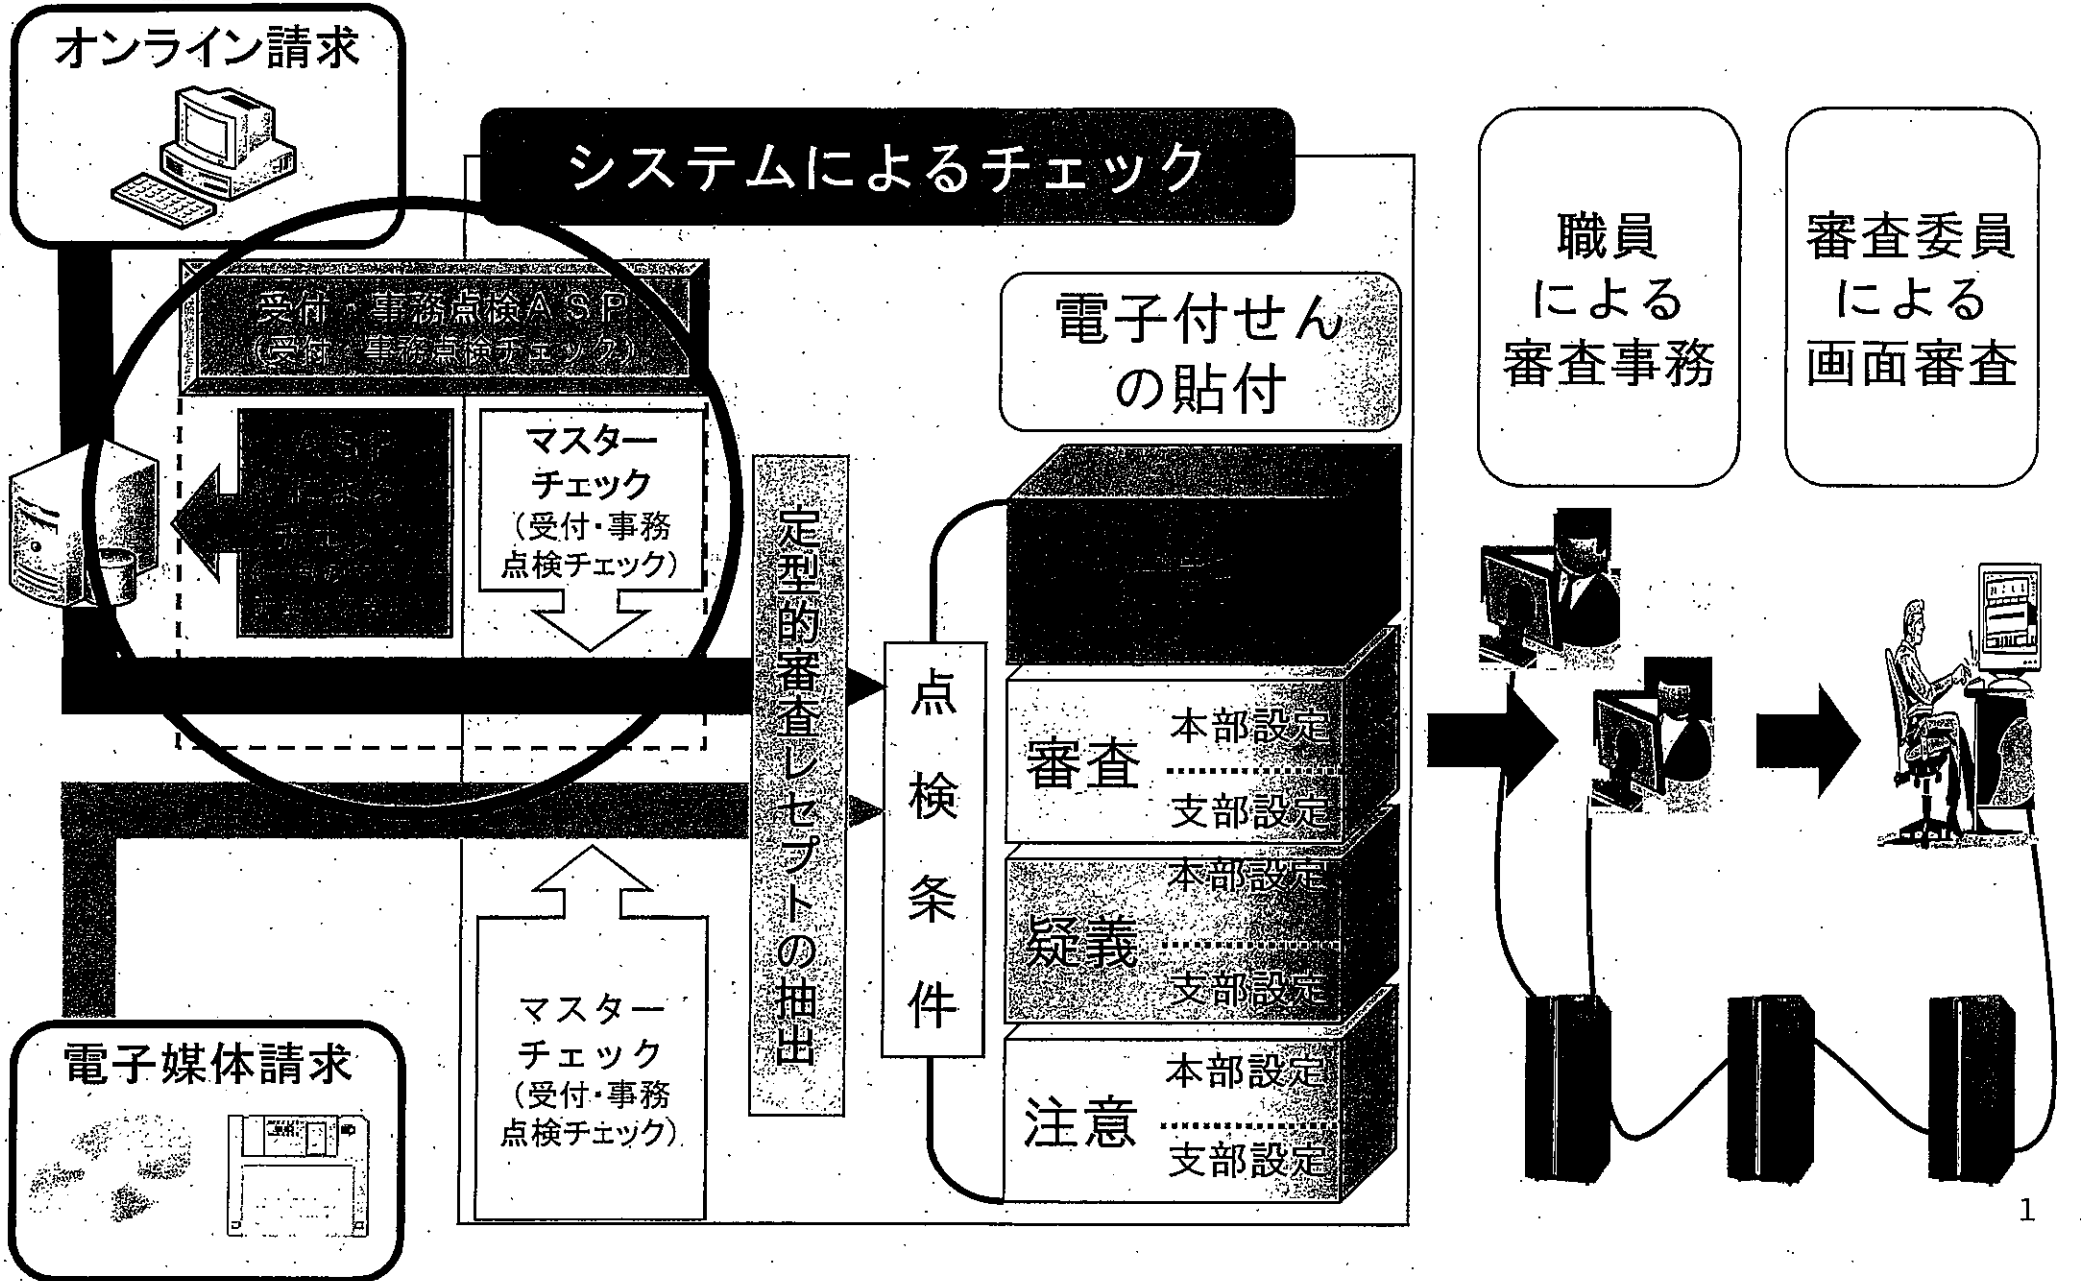 オンライン請求
システムによるチェック
受付・事務点検ASP
(受付・事務点検チェック)
ASP
マスター
チェック
(受付・事務
点検チェック)
定型的審査レセプトの抽出
点検条件
電子付せん
の貼付
審査
本部設定
支部設定
疑義
本部設定
支部設定
注意
本部設定
支部設定
職員
による
審査事務
審査委員
による
画面審査
電子媒体請求
マスター
チェック
(受付・事務
点検チェック)
1